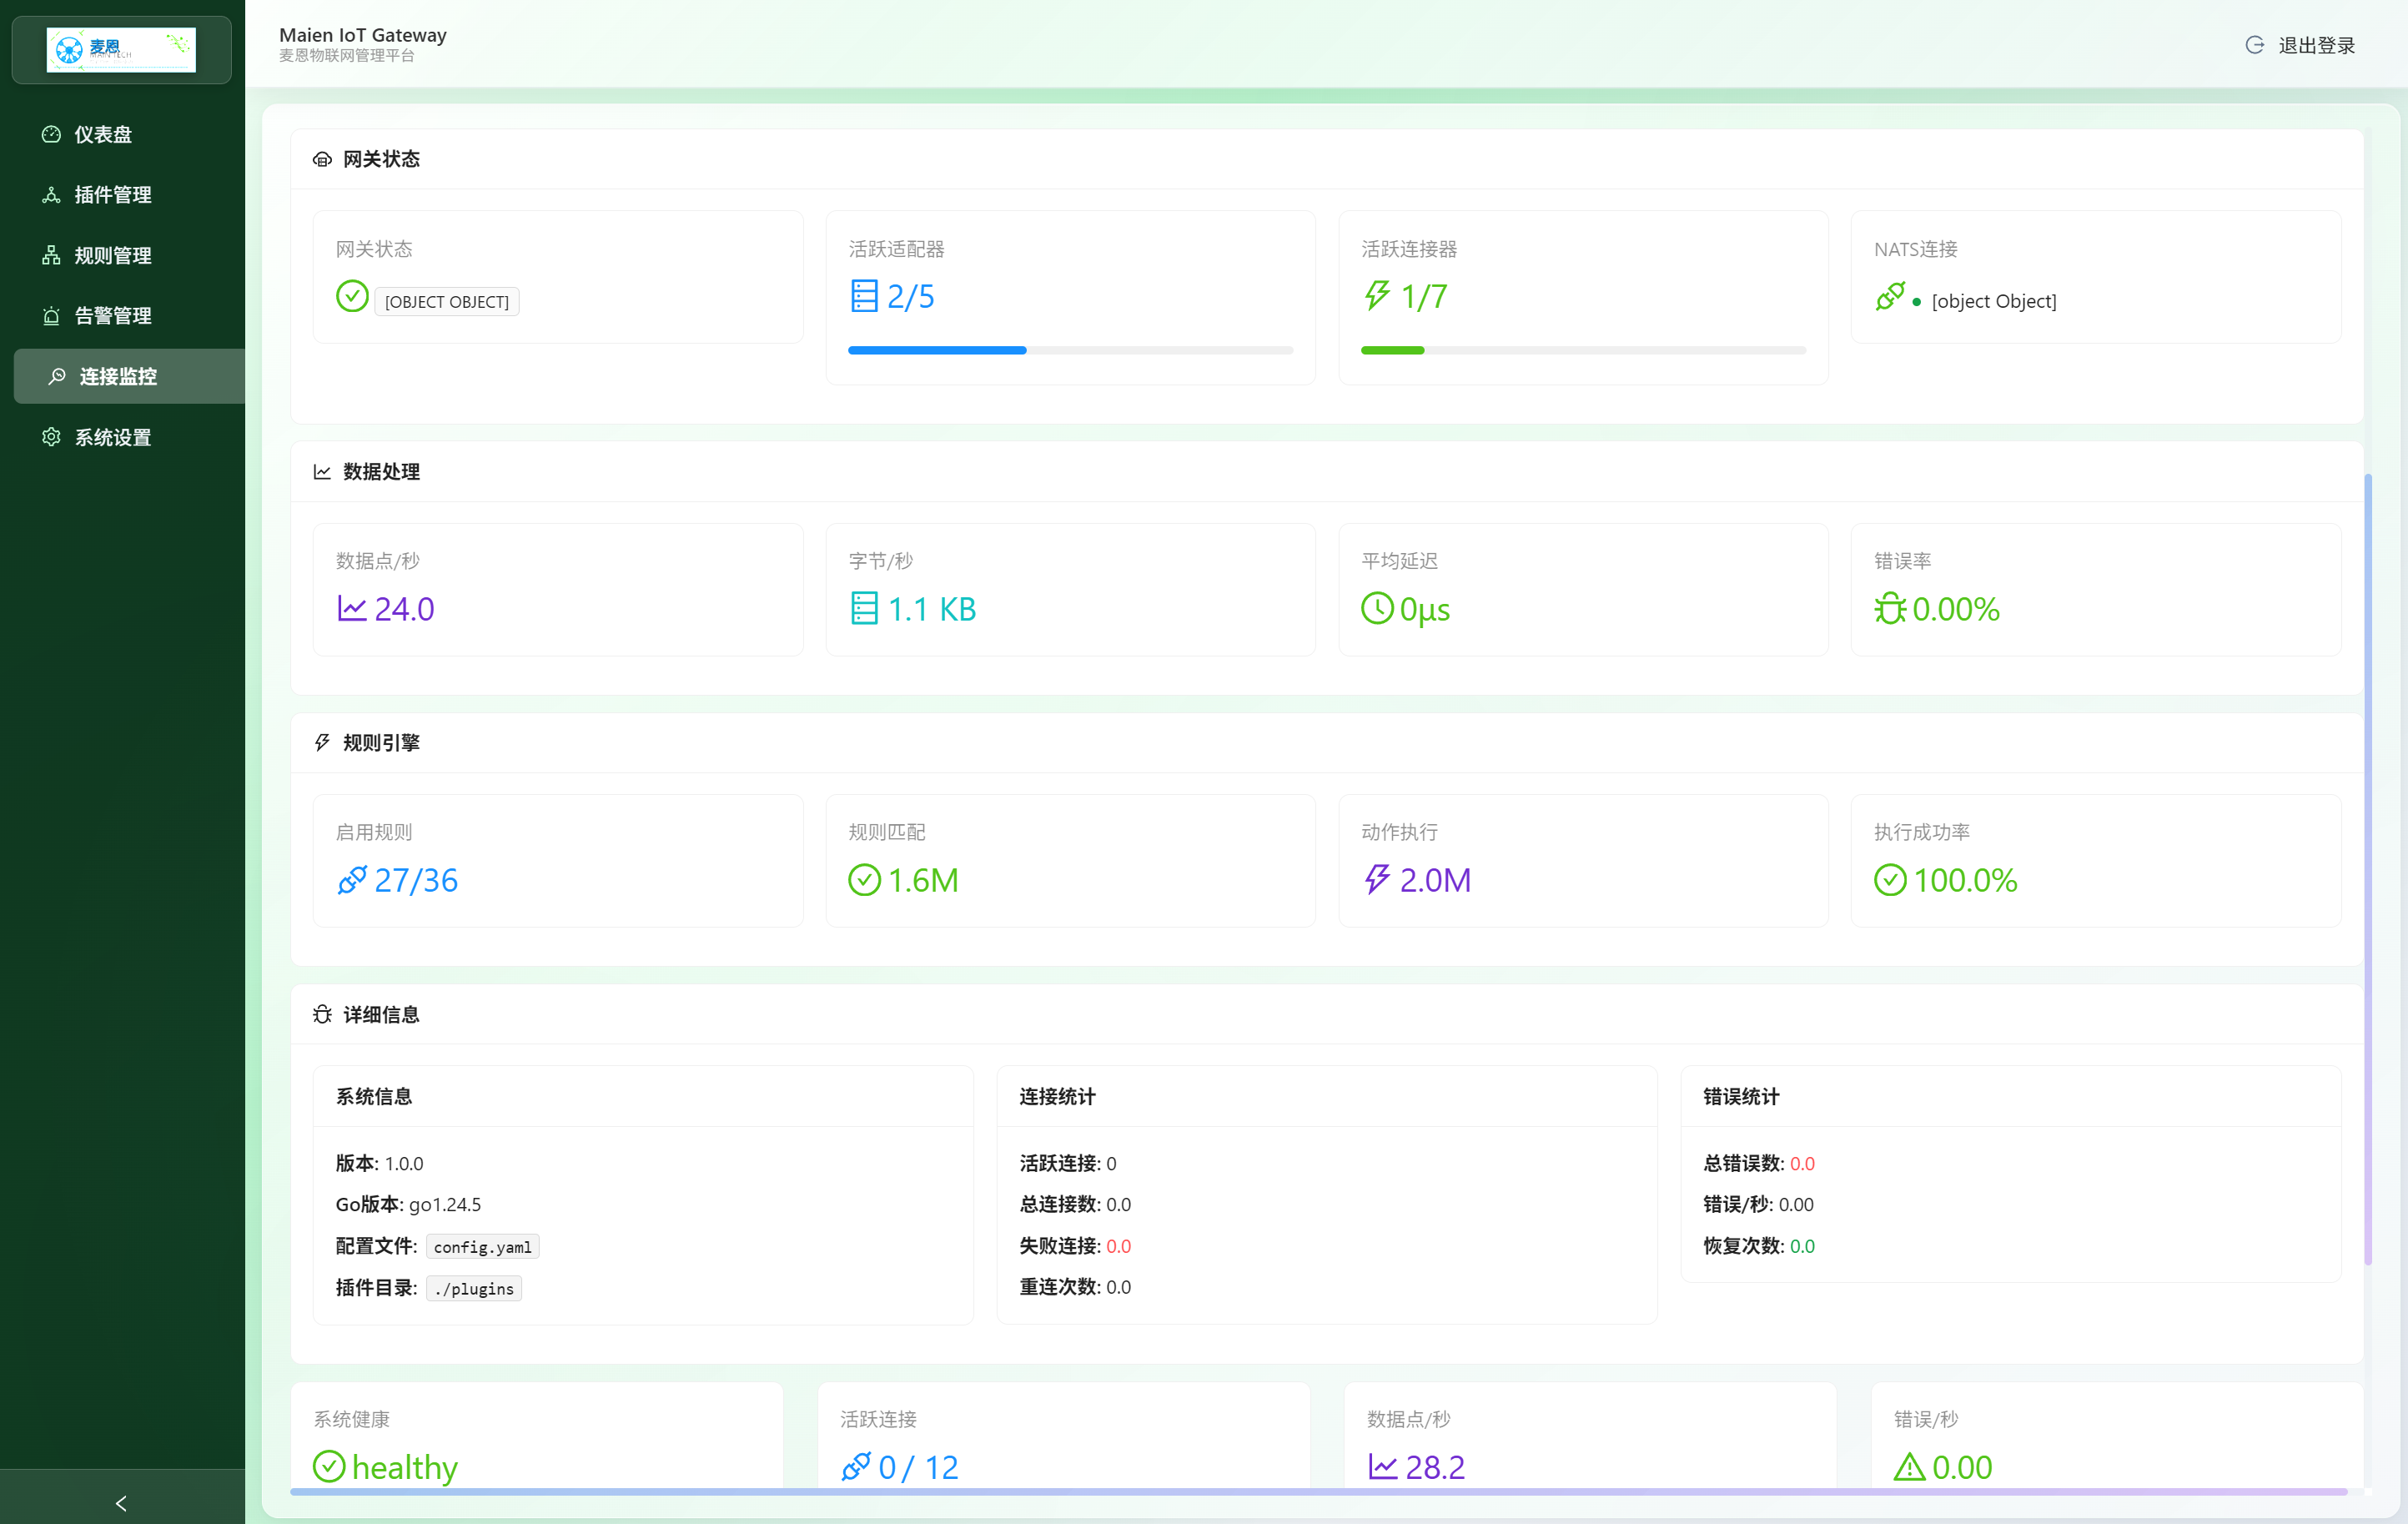 麦恩
MAIN TECH
Maien IoT Gateway
麦恩物联网管理平台
退出登录
仪表盘
插件管理
规则管理
告警管理
连接监控
系统设置
网关状态
网关状态
[OBJECT OBJECT]
活跃适配器
2/5
活跃连接器
1/7
NATS连接
[object Object]
数据处理
数据点/秒
24.0
字节/秒
1.1 KB
平均延迟
0µs
错误率
0.00%
规则引擎
启用规则
27/36
规则匹配
1.6M
动作执行
2.0M
执行成功率
100.0%
详细信息
系统信息
版本: 1.0.0
Go版本: go1.24.5
配置文件: config.yaml
插件目录: ./plugins
连接统计
活跃连接: 0
总连接数: 0.0
失败连接: 0.0
重连次数: 0.0
错误统计
总错误数: 0.0
错误/秒: 0.00
恢复次数: 0.0
系统健康
healthy
活跃连接
0 / 12
数据点/秒
28.2
错误/秒
0.00